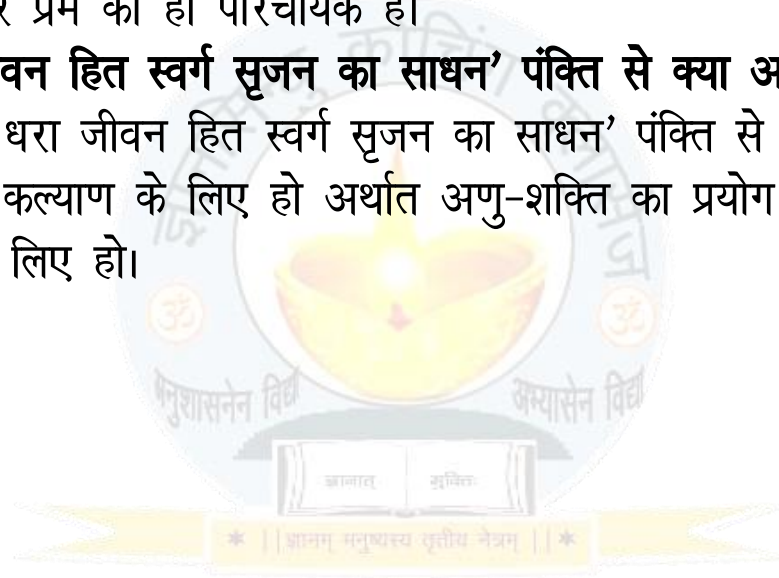 प्रेम का ही परिचायक है।
हित स्वर्ग सृजन का साधन’ पंक्ति से क्या
धरा जीवन हित स्वर्ग सृजन का साधन’ पंक्ति से
कल्याण के लिए हो अर्थात अणु-शक्ति का प्रयोग
लिए हो।
ॐ ॐ
अनुशासनेन विद्या अभ्यासेन विद्या
ज्ञानात् मुक्तिः
* ||ज्ञानम् मनुष्यस्य तृतीय नेत्रम् || *